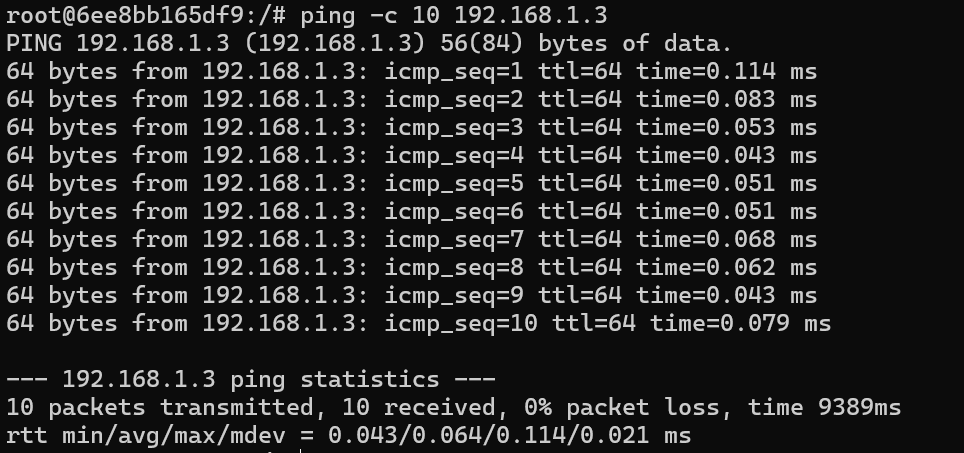 root@6ee8bb165df9:/# ping -c 10 192.168.1.3
PING 192.168.1.3 (192.168.1.3) 56(84) bytes of data.
64 bytes from 192.168.1.3: icmp_seq=1 ttl=64 time=0.114 ms
64 bytes from 192.168.1.3: icmp_seq=2 ttl=64 time=0.083 ms
64 bytes from 192.168.1.3: icmp_seq=3 ttl=64 time=0.053 ms
64 bytes from 192.168.1.3: icmp_seq=4 ttl=64 time=0.043 ms
64 bytes from 192.168.1.3: icmp_seq=5 ttl=64 time=0.051 ms
64 bytes from 192.168.1.3: icmp_seq=6 ttl=64 time=0.051 ms
64 bytes from 192.168.1.3: icmp_seq=7 ttl=64 time=0.068 ms
64 bytes from 192.168.1.3: icmp_seq=8 ttl=64 time=0.062 ms
64 bytes from 192.168.1.3: icmp_seq=9 ttl=64 time=0.043 ms
64 bytes from 192.168.1.3: icmp_seq=10 ttl=64 time=0.079 ms

--- 192.168.1.3 ping statistics ---
10 packets transmitted, 10 received, 0% packet loss, time 9389ms
rtt min/avg/max/mdev = 0.043/0.064/0.114/0.021 ms